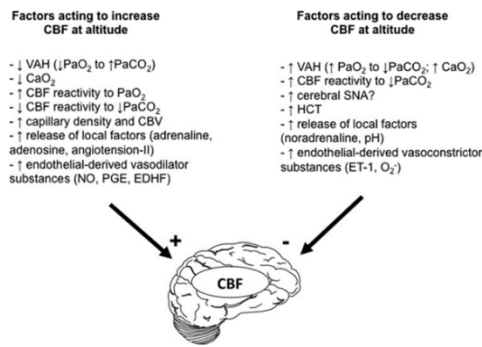 Factors acting to increase
CBF at altitude
- ↓ VAH (↓PaO₂ to ↑PaCO₂)
- ↓ CaO₂
- ↑ CBF reactivity to PaO₂
- ↓ CBF reactivity to ↓PaCO₂
- ↑ capillary density and CBV
- ↑ release of local factors (adrenaline,
adenosine, angiotension-II)
- ↑ endothelial-derived vasodilator
substances (NO, PGE, EDHF)
Factors acting to decrease
CBF at altitude
- ↑ VAH (↑ PaO₂ to ↓PaCO₂; ↑ CaO₂)
- ↑ CBF reactivity to ↓PaCO₂
- ↑ cerebral SNA?
- ↑ HCT
- ↑ release of local factors
(noradrenaline, pH)
- ↑ endothelial-derived vasoconstrictor
substances (ET-1, O₂⁻)
+
-
CBF